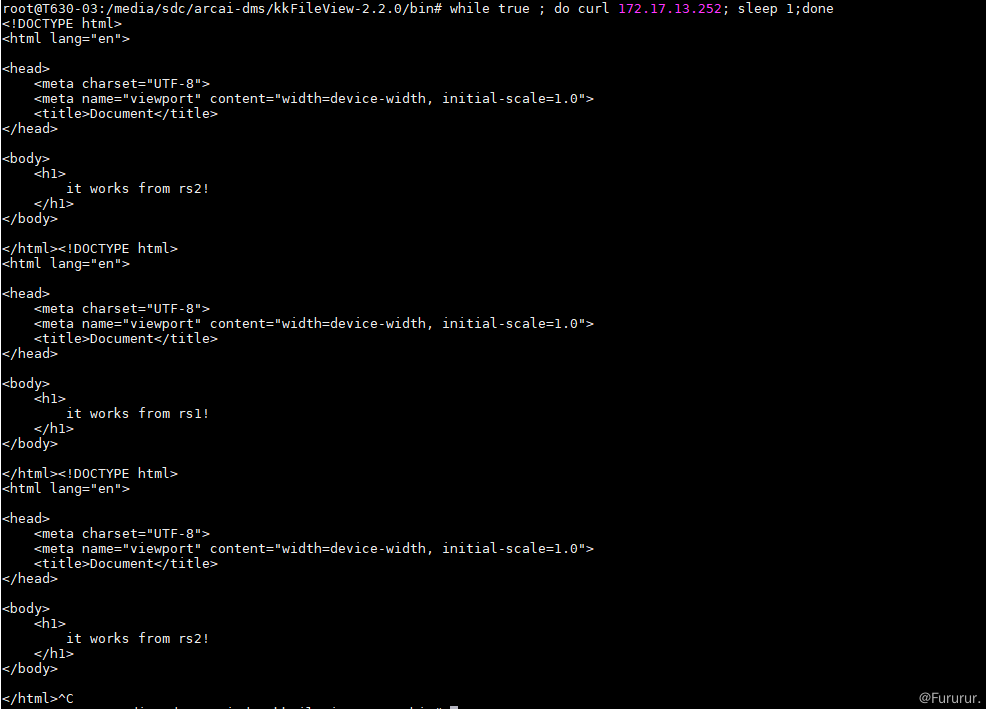 root@T630-03:/media/sdc/arcai-dms/kkFileView-2.2.0/bin# while true ; do curl 172.17.13.252; sleep 1;done
<!DOCTYPE html>
<html lang="en">
<head>
    <meta charset="UTF-8">
    <meta name="viewport" content="width=device-width, initial-scale=1.0">
    <title>Document</title>
</head>
<body>
    <h1>
        it works from rs2!
    </h1>
</body>
</html><!DOCTYPE html>
<html lang="en">
<head>
    <meta charset="UTF-8">
    <meta name="viewport" content="width=device-width, initial-scale=1.0">
    <title>Document</title>
</head>
<body>
    <h1>
        it works from rs1!
    </h1>
</body>
</html><!DOCTYPE html>
<html lang="en">
<head>
    <meta charset="UTF-8">
    <meta name="viewport" content="width=device-width, initial-scale=1.0">
    <title>Document</title>
</head>
<body>
    <h1>
        it works from rs2!
    </h1>
</body>
</html>^C
@Fururur.